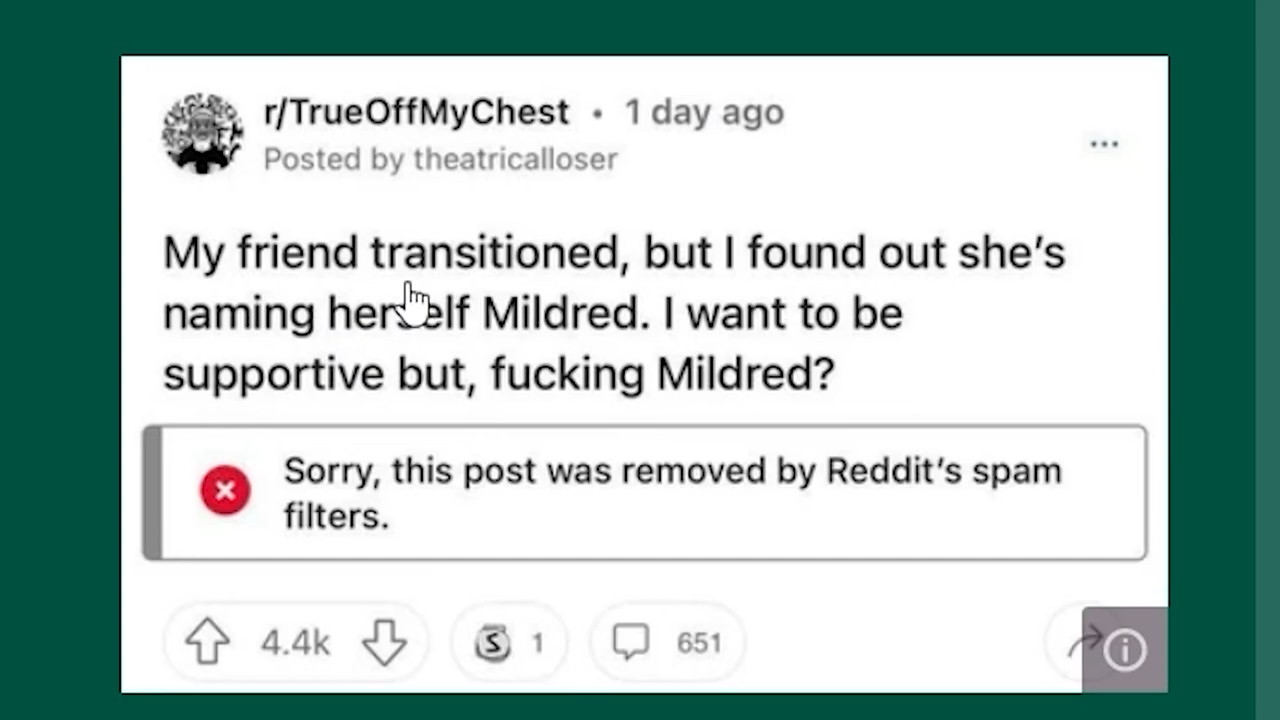 r/TrueOffMyChest • 1 day ago
Posted by theatricalloser
My friend transitioned, but I found out she's
naming herself Mildred. I want to be
supportive but, fucking Mildred?
Sorry, this post was removed by Reddit's spam
filters.
4.4k S 1 651